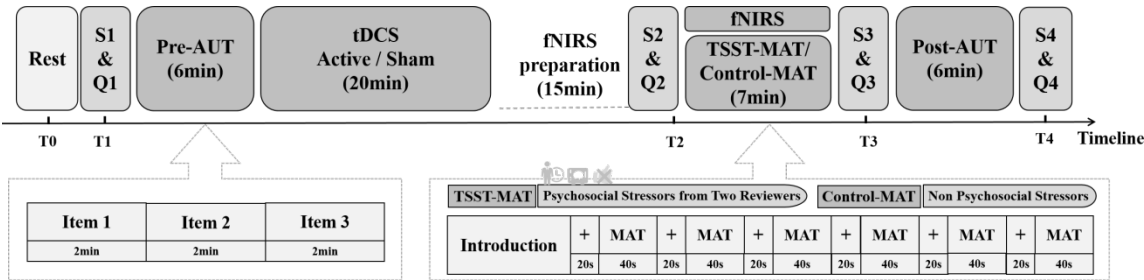 Rest
S1
&
Q1
Pre-AUT
(6min)
tDCS
Active / Sham
(20min)
fNIRS
preparation
(15min)
S2
&
Q2
fNIRS
TSST-MAT/
Control-MAT
(7min)
S3
&
Q3
Post-AUT
(6min)
S4
&
Q4
T0 T1 T2 T3 T4 Timeline
Item 1 Item 2 Item 3
2min 2min 2min
TSST-MAT Psychosocial Stressors from Two Reviewers Control-MAT Non Psychosocial Stressors
Introduction + MAT + MAT + MAT + MAT + MAT + MAT
20s 40s 20s 40s 20s 40s 20s 40s 20s 40s 20s 40s